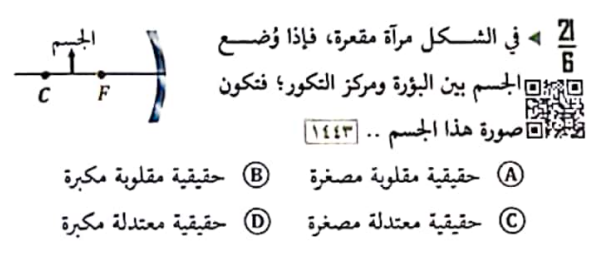 21/6 ◄ في الشكل مرآة مقعرة، فإذا وُضع
الجسم بين البؤرة ومركز التكور؛ فتكون
صورة هذا الجسم .. ١٤٤٣
الجسم
C F
A حقيقية مقلوبة مصغرة B حقيقية مقلوبة مكبرة
C حقيقية معتدلة مصغرة D حقيقية معتدلة مكبرة